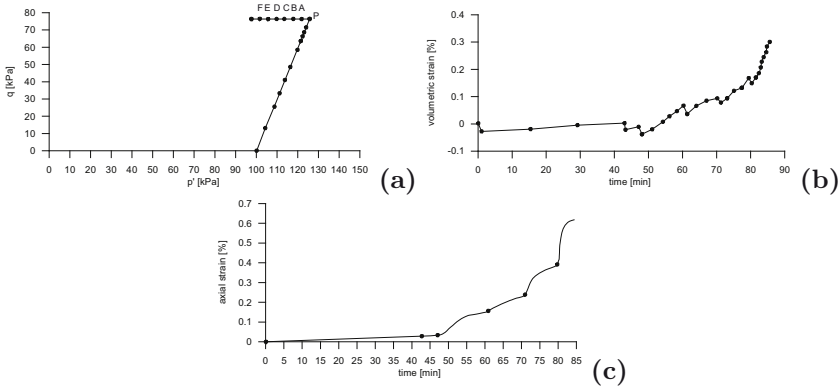 F E D C B A
P
80
70
60
50
40
30
20
10
0
q [kPa]
0 10 20 30 40 50 60 70 80 90 100 110 120 130 140 150
p' [kPa]
(a)
0.4
0.3
0.2
0.1
0
-0.1
volumetric strain [%]
0 10 20 30 40 50 60 70 80 90
time [min]
(b)
0.7
0.6
0.5
0.4
0.3
0.2
0.1
0
axial strain [%]
0 5 10 15 20 25 30 35 40 45 50 55 60 65 70 75 80 85
time [min]
(c)